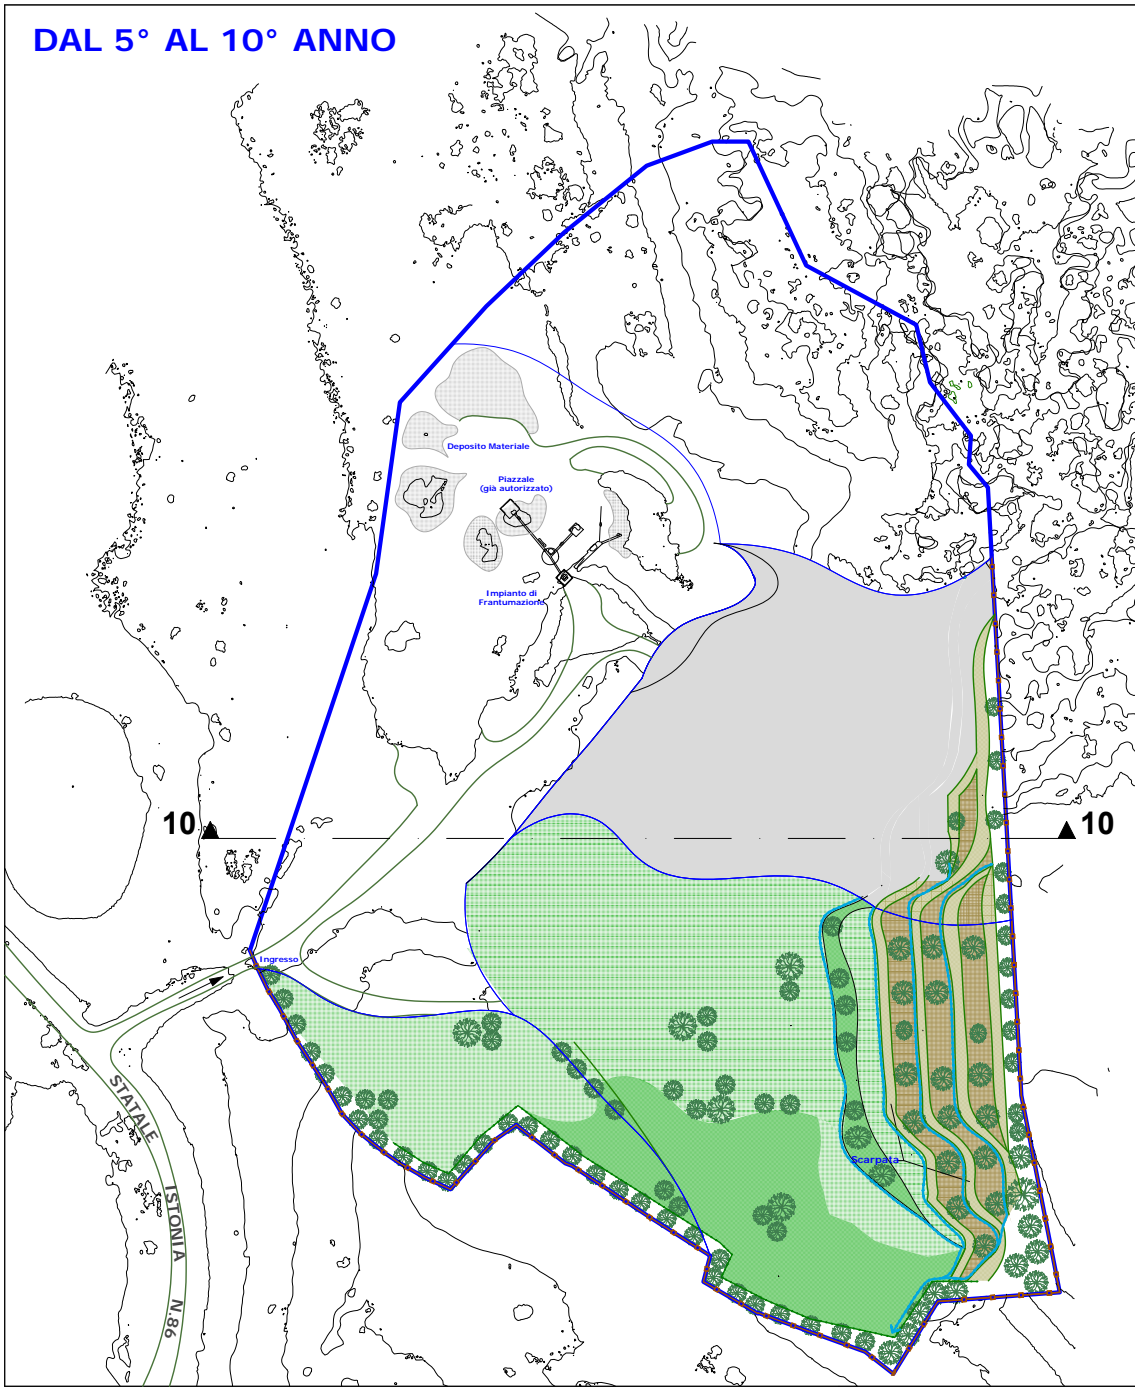 DAL 5° AL 10° ANNO
Deposito Materiale
Piazzale
(già autorizzato)
Impianto di
Frantumazione
10
10
Ingresso
Scarpata
STATALE ISTONIA N.86